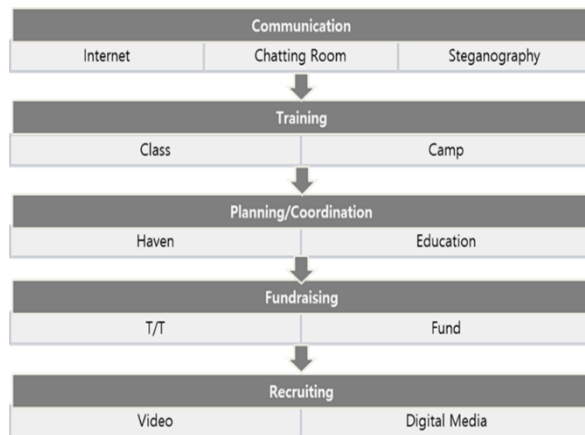 Communication
Internet Chatting Room Steganography
Training
Class Camp
Planning/Coordination
Haven Education
Fundraising
T/T Fund
Recruiting
Video Digital Media